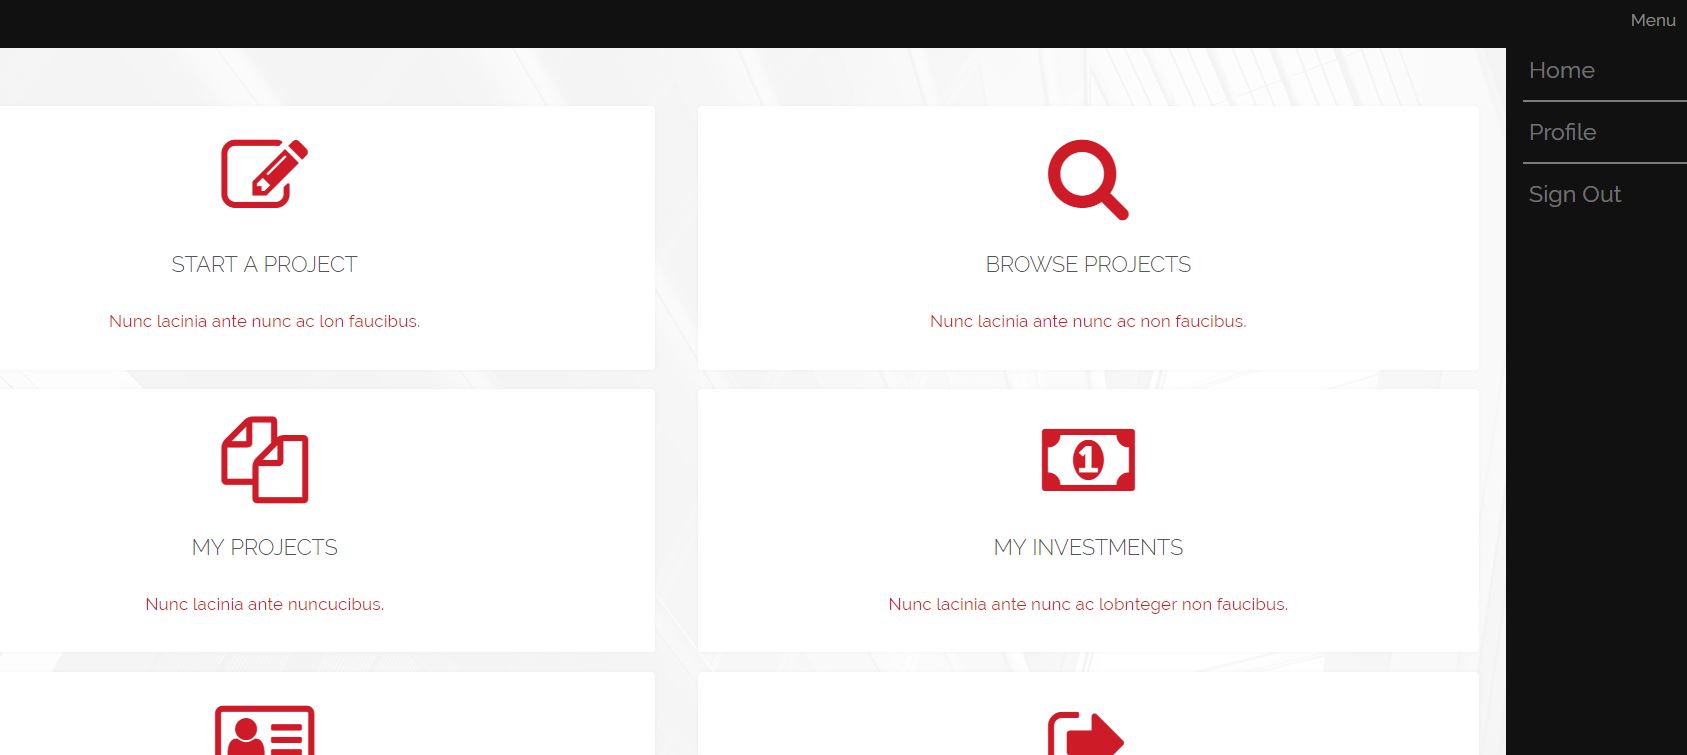 Menu
Home
Profile
Sign Out
START A PROJECT
Nunc lacinia ante nunc ac lon faucibus.
BROWSE PROJECTS
Nunc lacinia ante nunc ac non faucibus.
MY PROJECTS
Nunc lacinia ante nuncucibus.
1
MY INVESTMENTS
Nunc lacinia ante nunc ac lobnteger non faucibus.